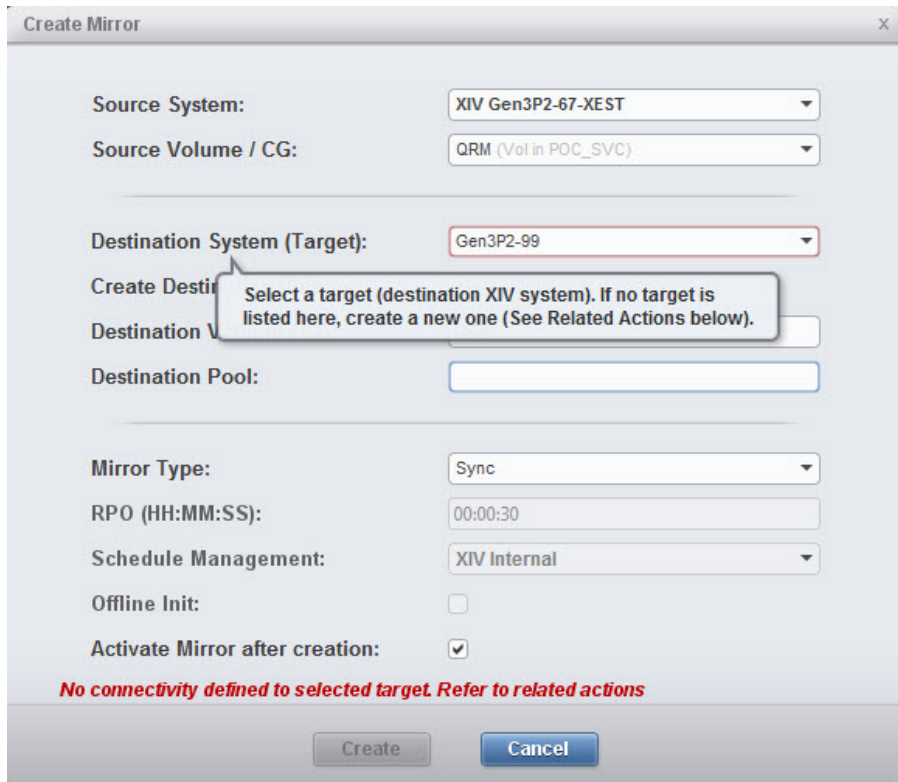 Create Mirror x
Source System: XIV Gen3P2-67-XEST
Source Volume / CG: QRM (Vol in POC_SVC)
Destination System (Target): Gen3P2-99
Create Destin
Select a target (destination XIV system). If no target is
listed here, create a new one (See Related Actions below).
Destination V
Destination Pool:
Mirror Type: Sync
RPO (HH:MM:SS): 00:00:30
Schedule Management: XIV Internal
Offline Init:
Activate Mirror after creation:
No connectivity defined to selected target. Refer to related actions
Create Cancel